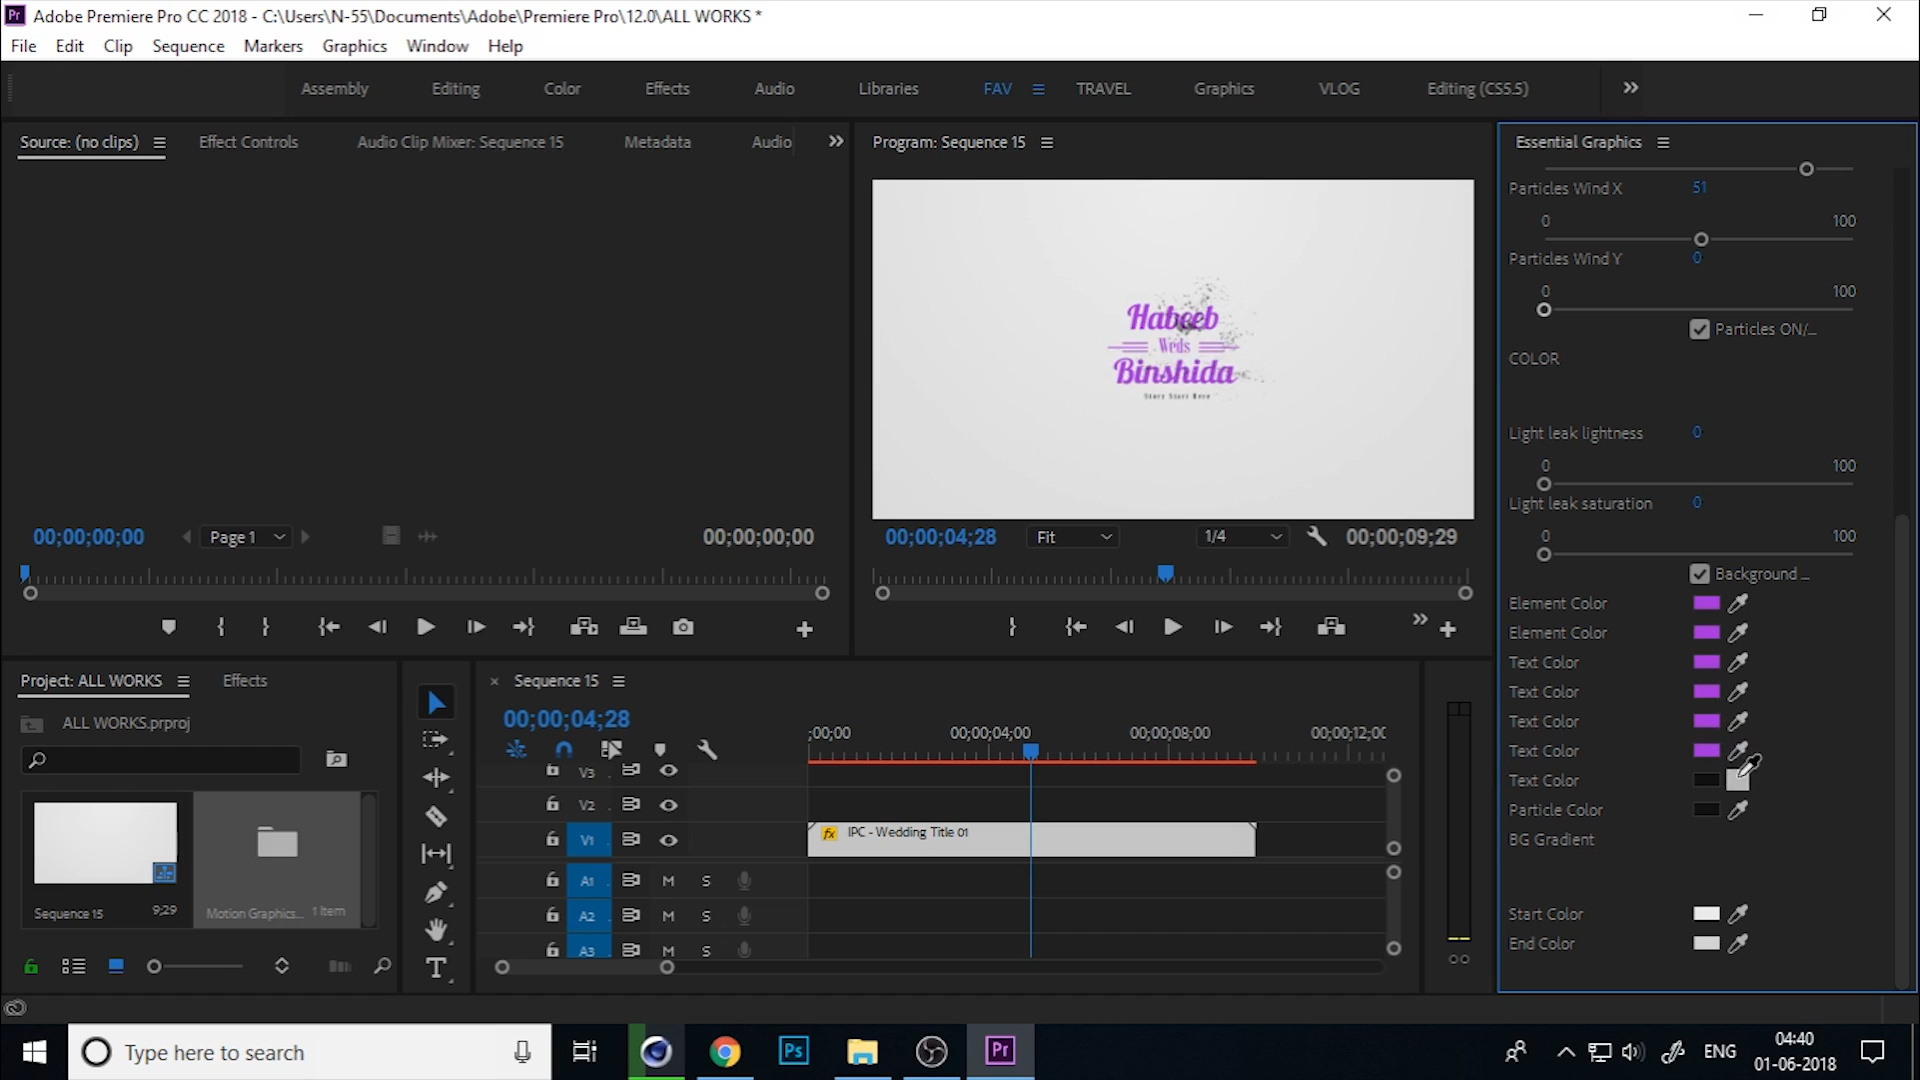 Adobe Premiere Pro CC 2018 - C:\Users\N-55\Documents\Adobe\Premiere Pro\12.0\ALL WORKS *
File Edit Clip Sequence Markers Graphics Window Help
Assembly Editing Color Effects Audio Libraries FAV TRAVEL Graphics VLOG Editing (CS5.5)
Source: (no clips) Effect Controls Audio Clip Mixer: Sequence 15 Metadata Audio
Program: Sequence 15
Essential Graphics
Particles Wind X 51
0 100
Particles Wind Y 0
0 100
Particles ON/...
COLOR
Light leak lightness 0
0 100
Light leak saturation 0
0 100
Background ...
Element Color
Element Color
Text Color
Text Color
Text Color
Text Color
Text Color
Particle Color
BG Gradient
Start Color
End Color
Habeeb
Weds
Binshida
Story Start Here
00;00;00;00 Page 1 00;00;00;00
00;00;04;28 Fit 1/4 00;00;09;29
Project: ALL WORKS Effects
ALL WORKS.prproj
Sequence 15 9;29
Motion Graphics... 1 Item
Sequence 15
00;00;04;28
;00;00 00;00;04;00 00;00;08;00 00;00;12;00
V3
V2
V1 fx IPC - Wedding Title 01
A1 M S
A2 M S
A3 M S
Type here to search
Ps
Pr
ENG
04:40
01-06-2018